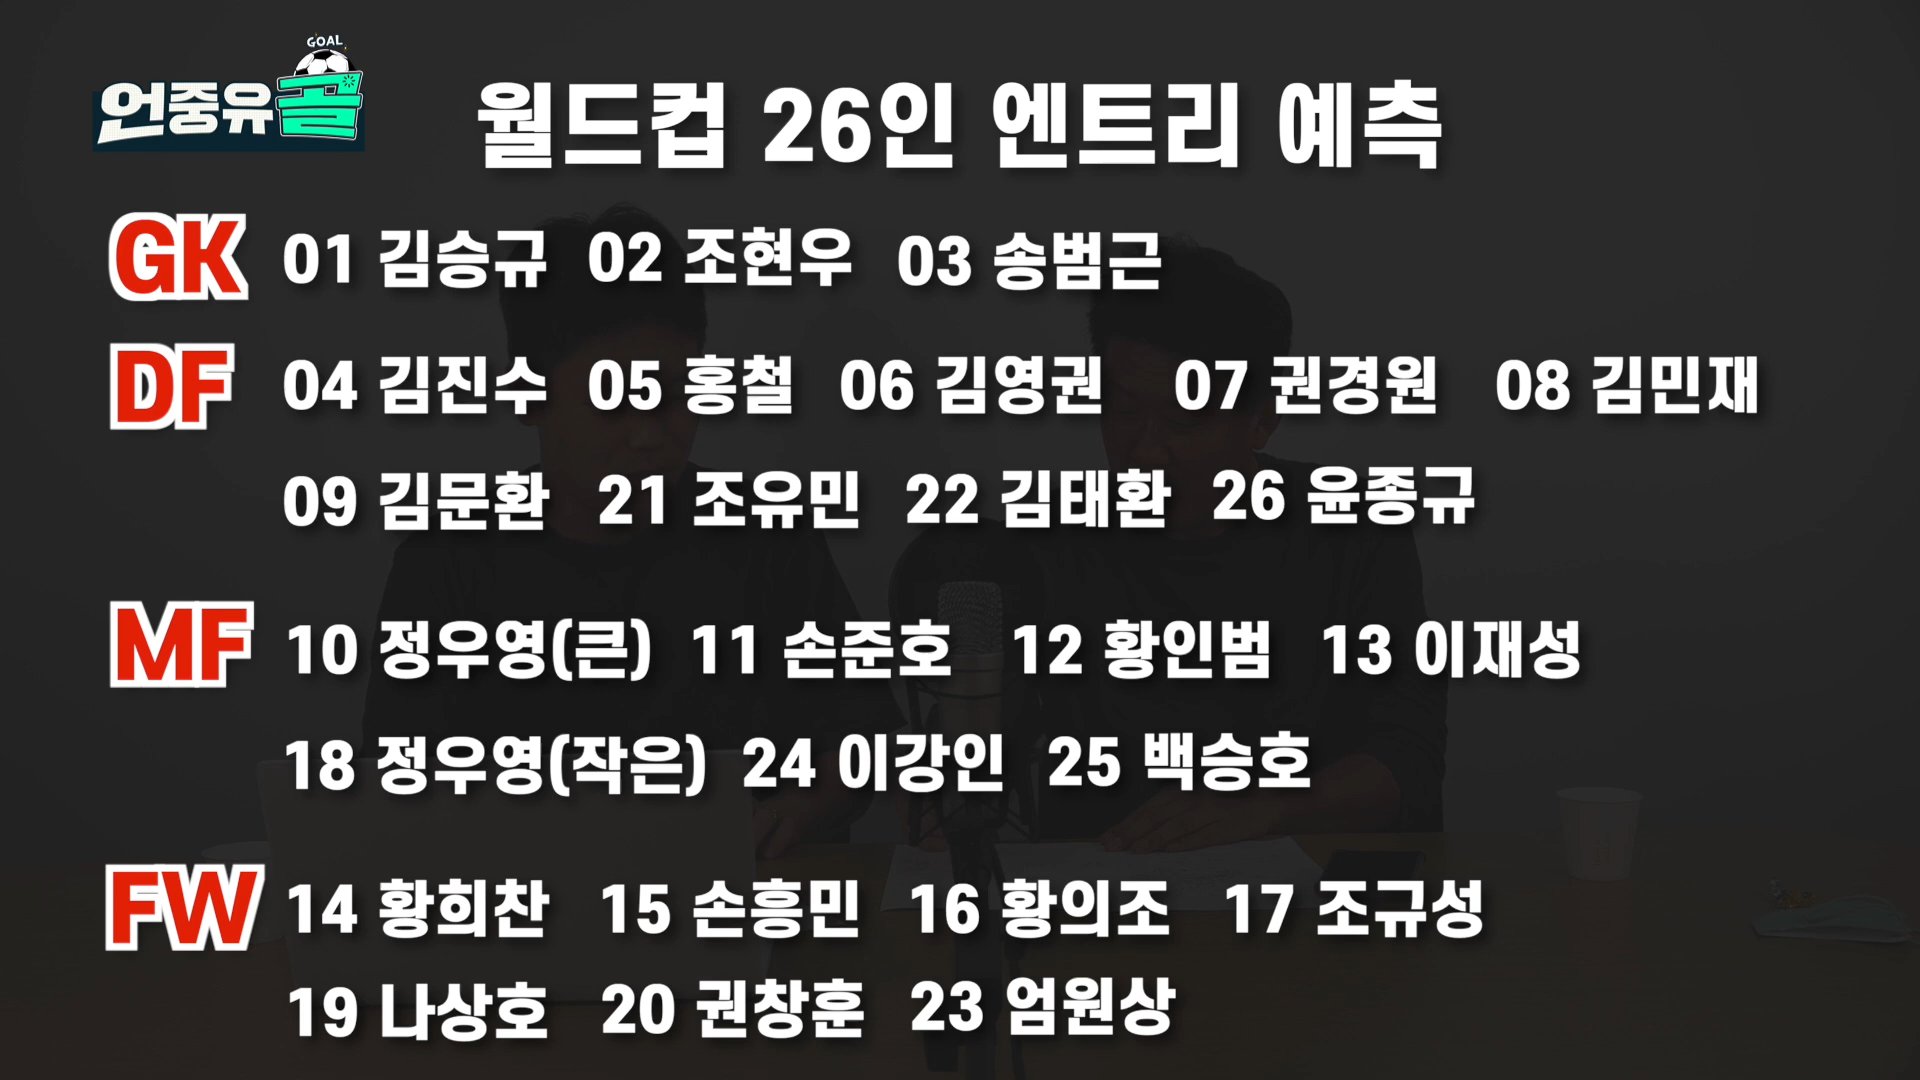 GOAL
언중유골
월드컵 26인 엔트리 예측
GK 01 김승규 02 조현우 03 송범근
DF 04 김진수 05 홍철 06 김영권 07 권경원 08 김민재
09 김문환 21 조유민 22 김태환 26 윤종규
MF 10 정우영(큰) 11 손준호 12 황인범 13 이재성
18 정우영(작은) 24 이강인 25 백승호
FW 14 황희찬 15 손흥민 16 황의조 17 조규성
19 나상호 20 권창훈 23 엄원상